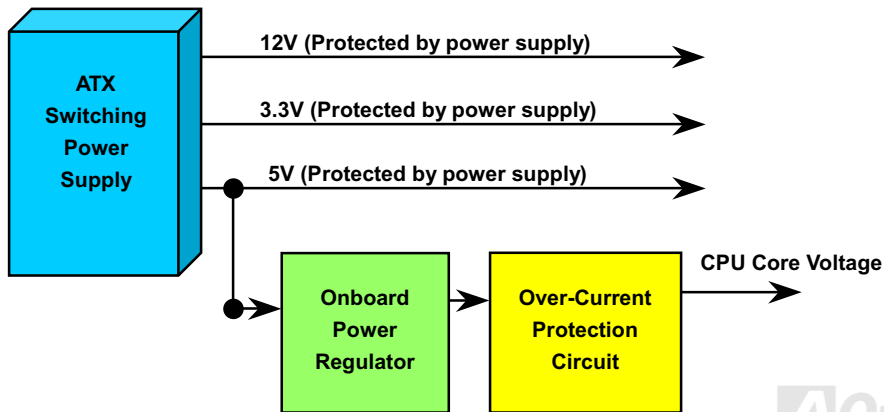 12V (Protected by power supply)
ATX
Switching
Power
Supply
3.3V (Protected by power supply)
5V (Protected by power supply)
CPU Core Voltage
Onboard
Power
Regulator
Over-Current
Protection
Circuit